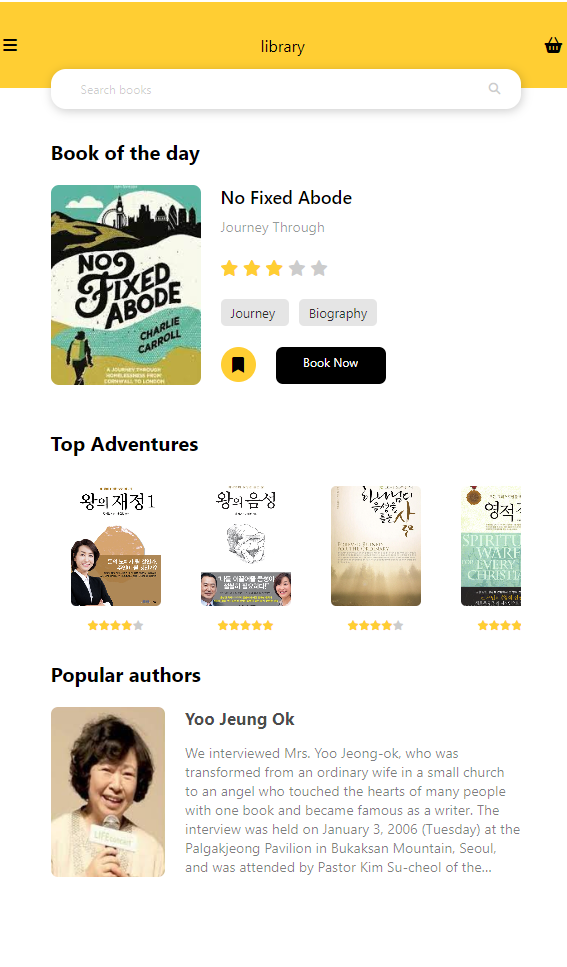 library
Search books
Book of the day
NO
FIXED
ABODE
CHARLIE
CARROLL
A JOURNEY THROUGH
HOMELESSNESS FROM
CORNWALL TO LONDON
No Fixed Abode
Journey Through
Journey
Biography
Book Now
Top Adventures
왕의 재정 1
왕의 음성
하나님의
음성을
듣는
영적
SPIRITUAL
WARF
FOR EVERY
CHRISTIAN
Popular authors
LIFE
Yoo Jeung Ok
We interviewed Mrs. Yoo Jeong-ok, who was
transformed from an ordinary wife in a small church
to an angel who touched the hearts of many people
with one book and became famous as a writer. The
interview was held on January 3, 2006 (Tuesday) at the
Palgakjeong Pavilion in Bukaksan Mountain, Seoul,
and was attended by Pastor Kim Su-cheol of the...